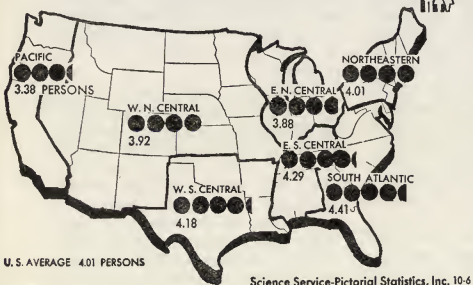 PACIFIC
3.38 PERSONS
NORTHEASTERN
4.01
E. N. CENTRAL
3.88
W. N. CENTRAL
3.92
E. S. CENTRAL
4.29
SOUTH ATLANTIC
4.41
W. S. CENTRAL
4.18
U. S. AVERAGE 4.01 PERSONS
Science Service-Pictorial Statistics, Inc. 10-6